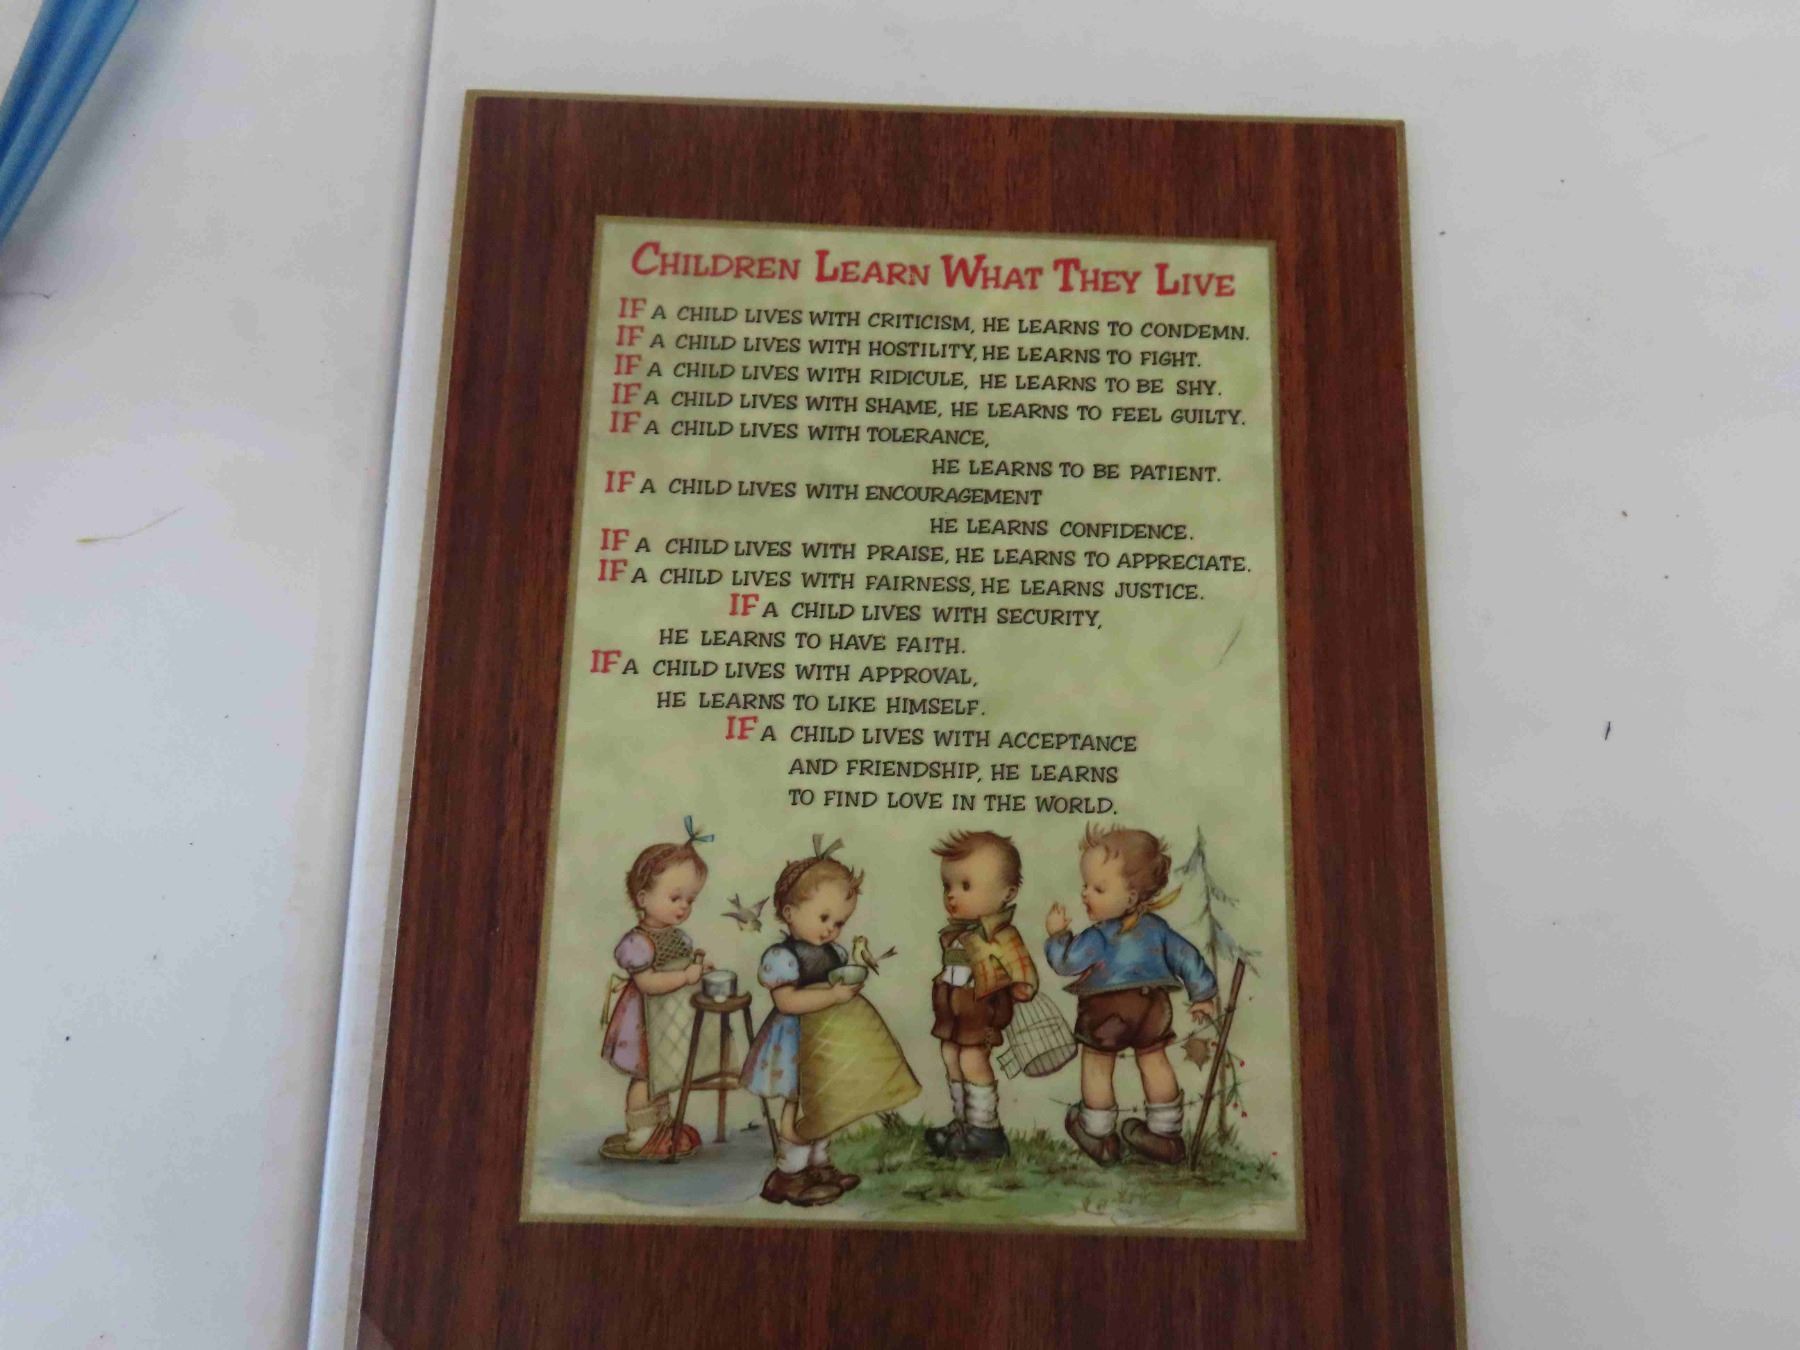 CHILDREN LEARN WHAT THEY LIVE
IF A CHILD LIVES WITH CRITICISM, HE LEARNS TO CONDEMN.
IF A CHILD LIVES WITH HOSTILITY, HE LEARNS TO FIGHT.
IF A CHILD LIVES WITH RIDICULE, HE LEARNS TO BE SHY.
IF A CHILD LIVES WITH SHAME, HE LEARNS TO FEEL GUILTY.
IF A CHILD LIVES WITH TOLERANCE,
HE LEARNS TO BE PATIENT.
IF A CHILD LIVES WITH ENCOURAGEMENT
HE LEARNS CONFIDENCE.
IF A CHILD LIVES WITH PRAISE, HE LEARNS TO APPRECIATE.
IF A CHILD LIVES WITH FAIRNESS, HE LEARNS JUSTICE.
IF A CHILD LIVES WITH SECURITY,
HE LEARNS TO HAVE FAITH.
IF A CHILD LIVES WITH APPROVAL,
HE LEARNS TO LIKE HIMSELF.
IF A CHILD LIVES WITH ACCEPTANCE
AND FRIENDSHIP, HE LEARNS
TO FIND LOVE IN THE WORLD.